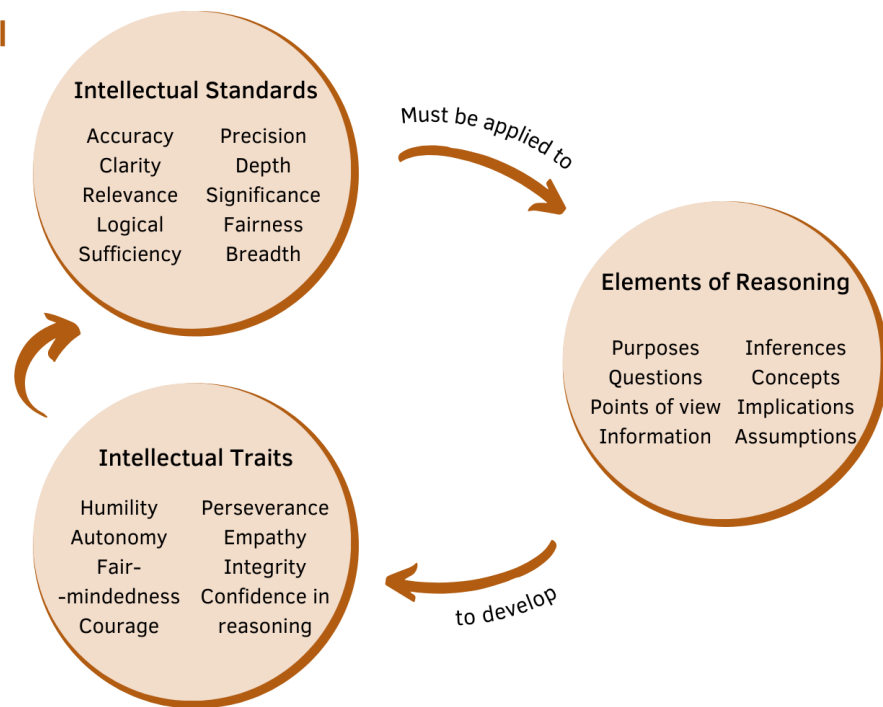 Intellectual Standards
Accuracy
Clarity
Relevance
Logical
Sufficiency
Precision
Depth
Significance
Fairness
Breadth
Must be applied to
Elements of Reasoning
Purposes
Questions
Points of view
Information
Inferences
Concepts
Implications
Assumptions
to develop
Intellectual Traits
Humility
Autonomy
Fair-
-mindedness
Courage
Perseverance
Empathy
Integrity
Confidence in
reasoning